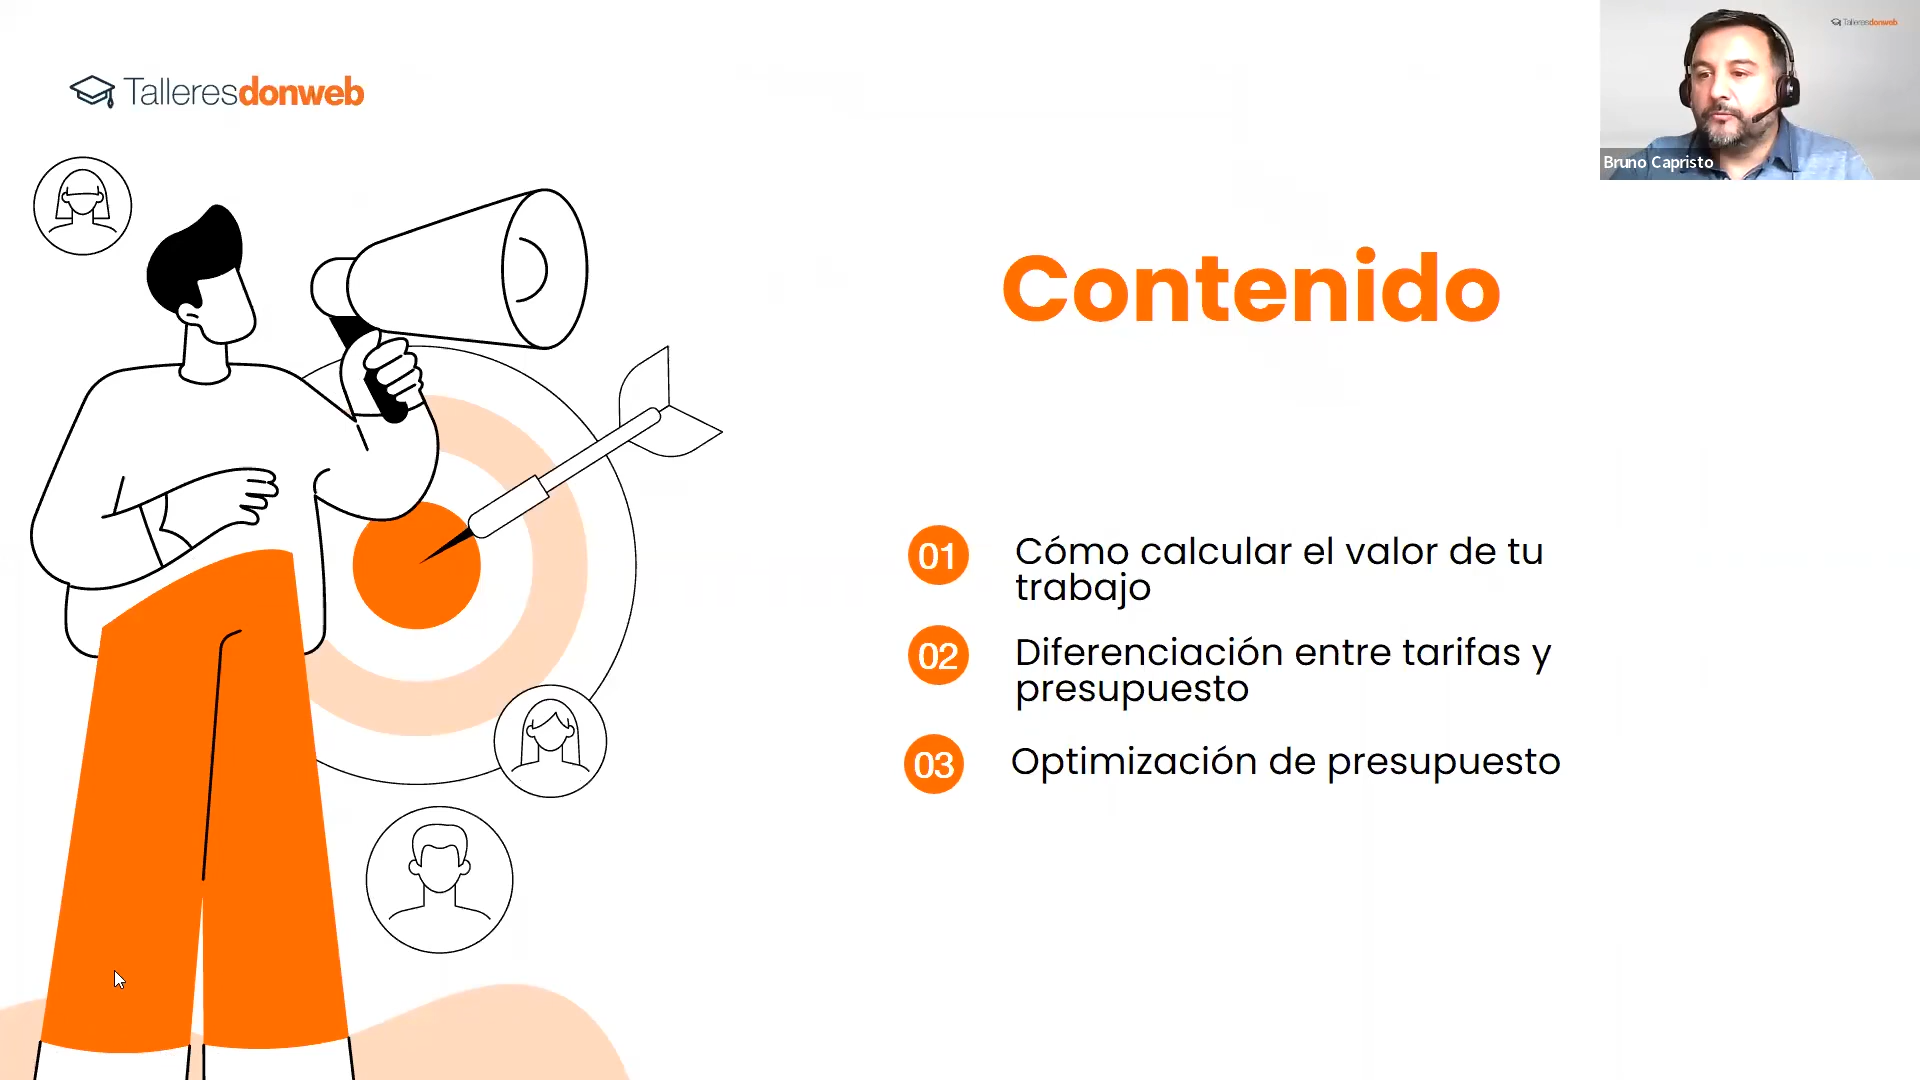 Talleresdonweb
Talleresdonweb
Bruno Capristo
Contenido
01 Cómo calcular el valor de tu
trabajo
02 Diferenciación entre tarifas y
presupuesto
03 Optimización de presupuesto